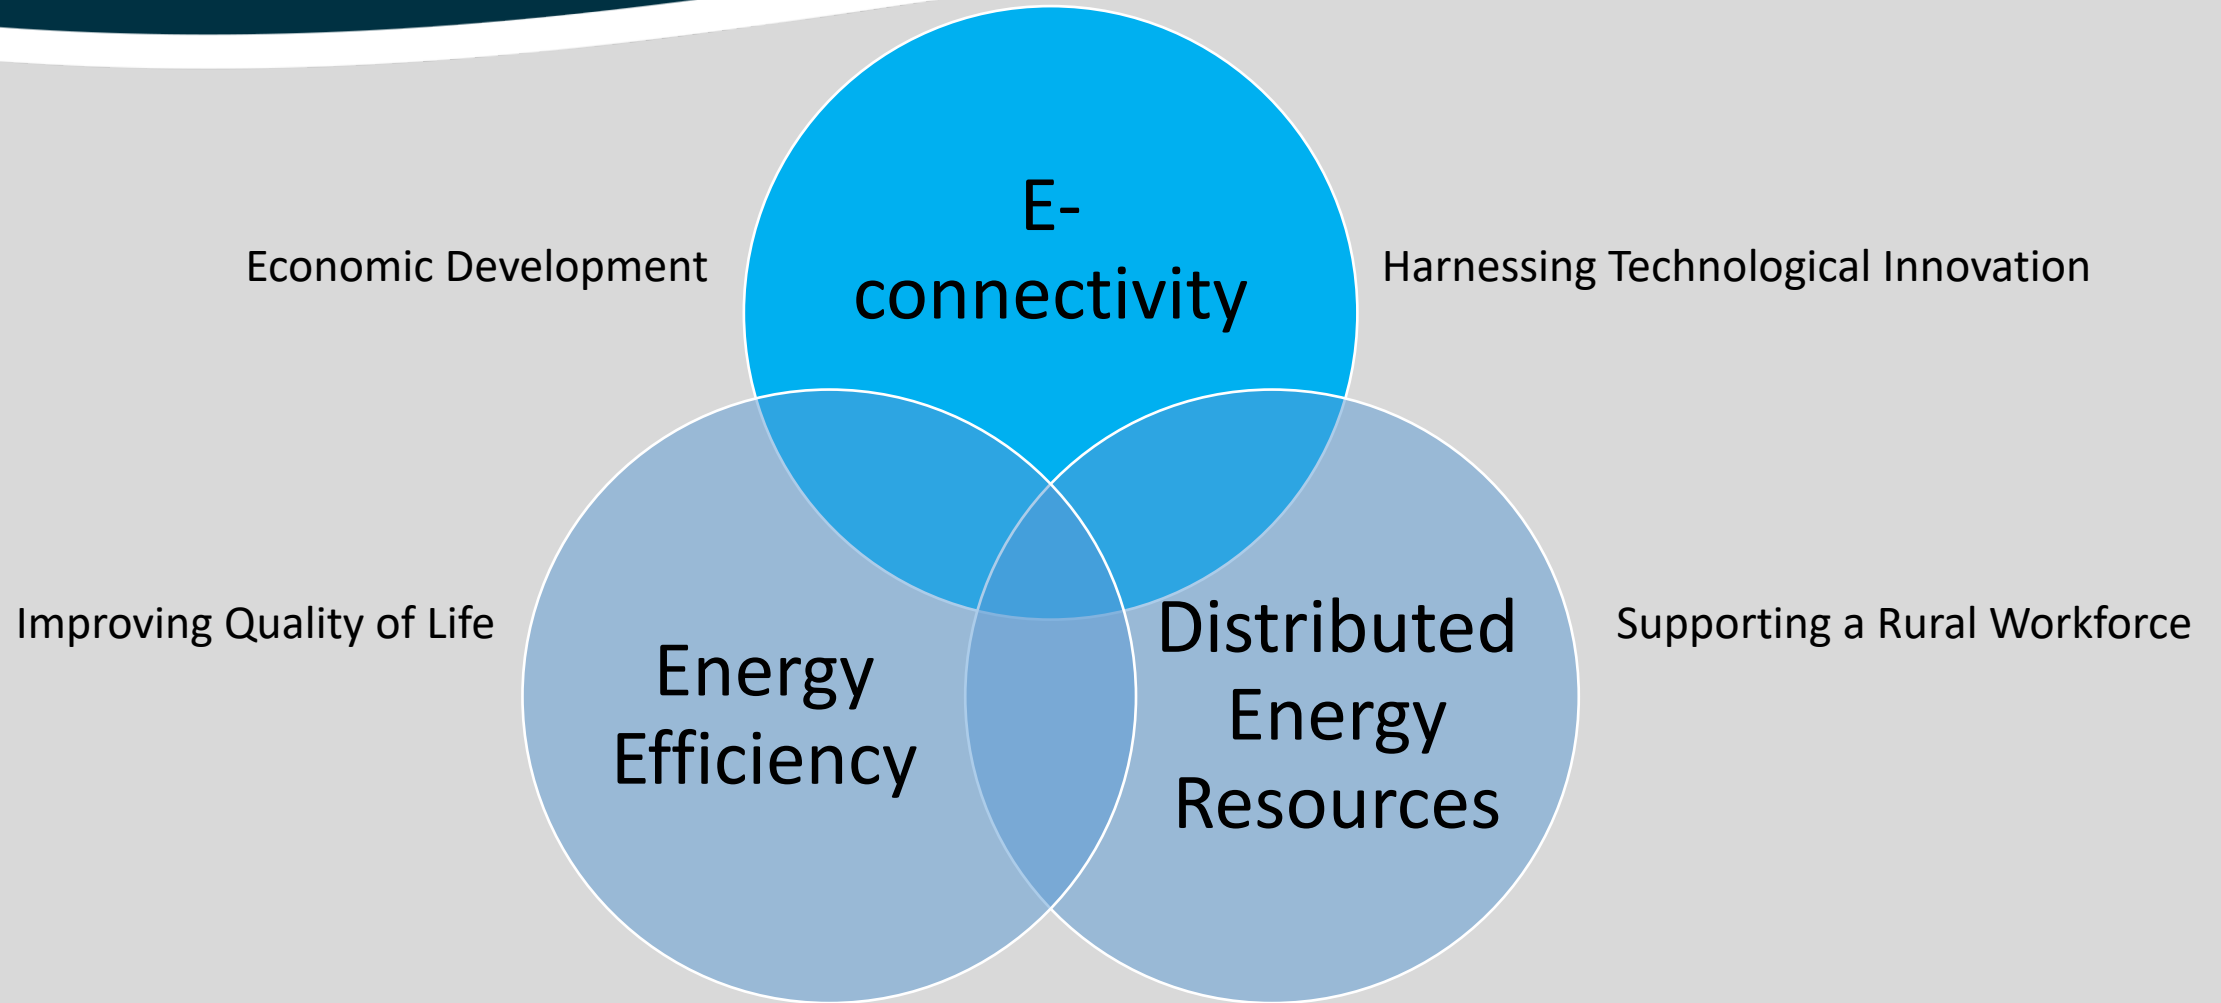 E-
connectivity
Economic Development
Harnessing Technological Innovation
Improving Quality of Life
Energy
Efficiency
Distributed
Energy
Resources
Supporting a Rural Workforce